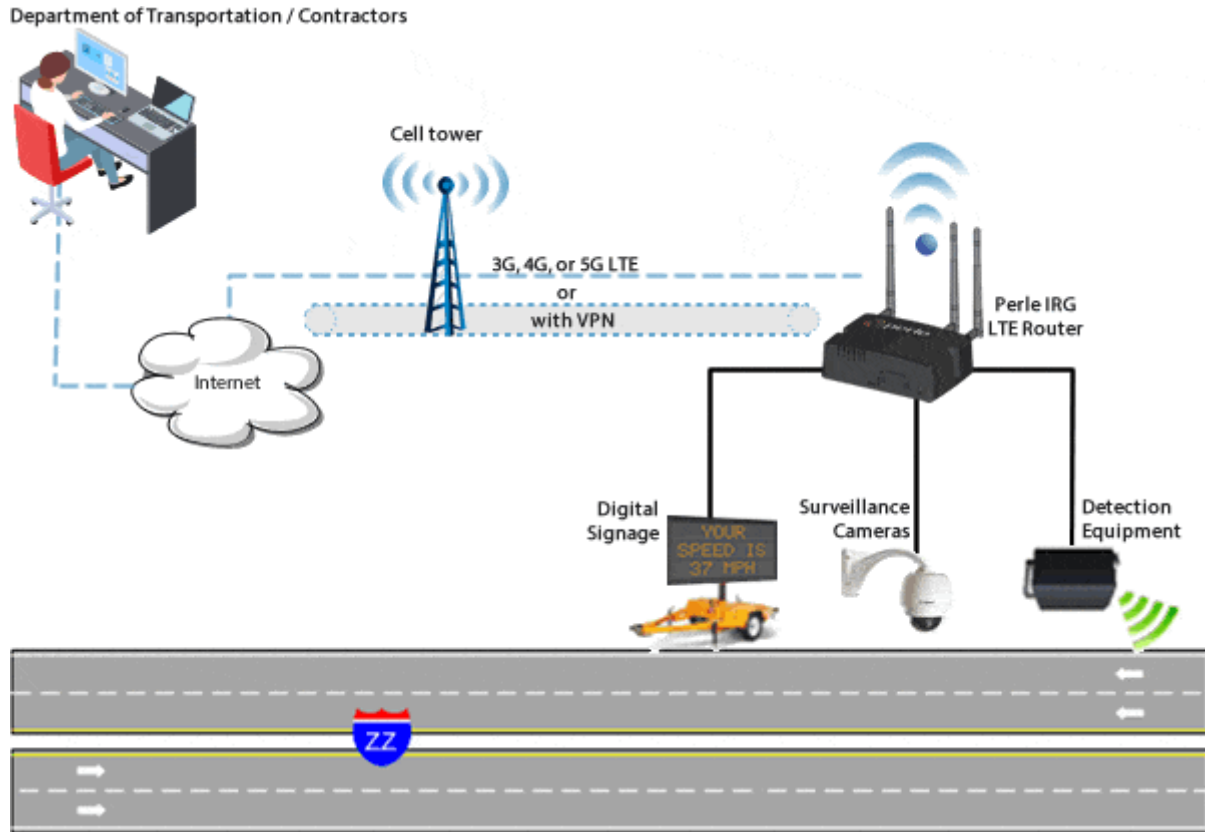 Department of Transportation / Contractors
Cell tower
3G, 4G, or 5G LTE
or
with VPN
Perle IRG
LTE Router
Internet
Digital
Signage
YOUR
SPEED IS
37 MPH
Surveillance
Cameras
Detection
Equipment
ZZ